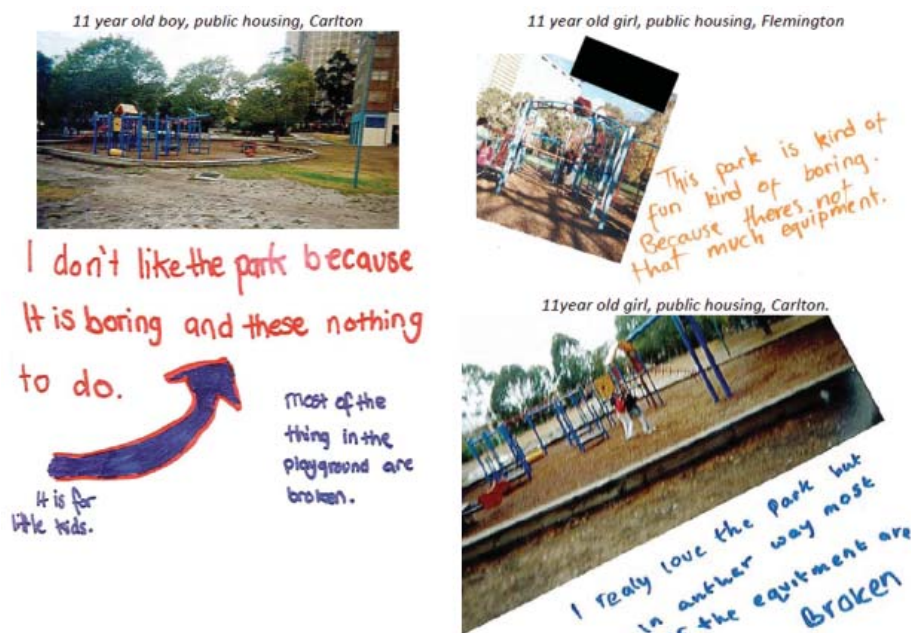 11 year old boy, public housing, Carlton
I don't like the park because
It is boring and these nothing
to do.
It is for
little kids.
most of the
thing in the
playground are
broken.
11 year old girl, public housing, Flemington
This park is kind of
fun kind of boring.
Because theres not
that much equipment.
11year old girl, public housing, Carlton.
I realy love the park but
in anther way most
the equitment are
Broken